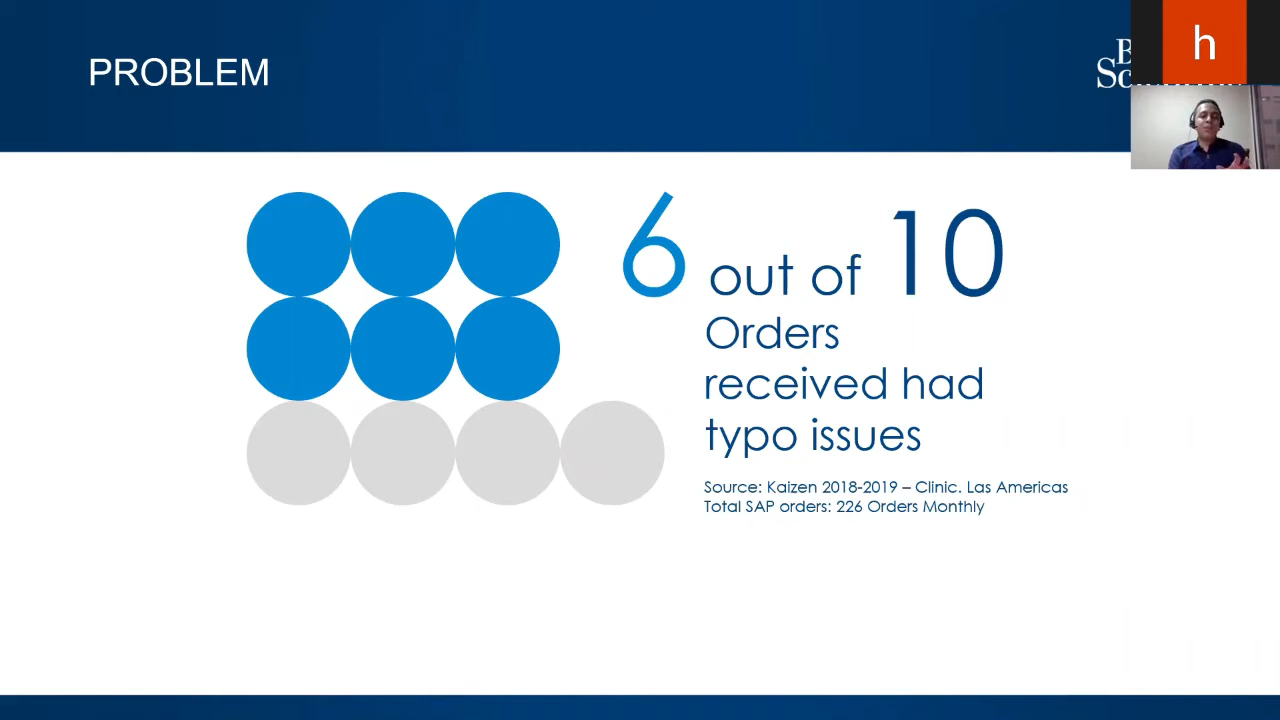 PROBLEM
h
6 out of 10
Orders
received had
typo issues
Source: Kaizen 2018-2019 – Clinic. Las Americas
Total SAP orders: 226 Orders Monthly